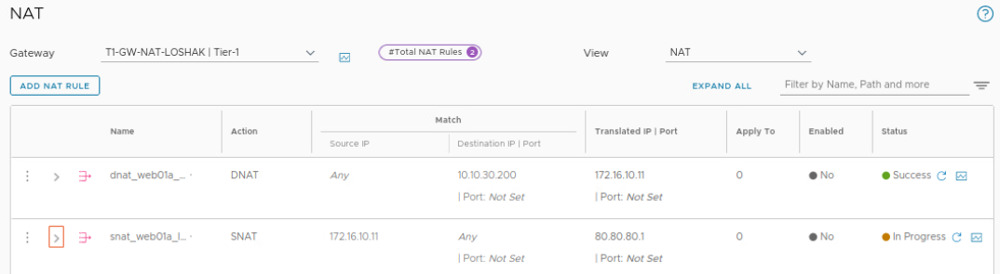 NAT
Gateway T1-GW-NAT-LOSHAK | Tier-1 #Total NAT Rules 2 View NAT
ADD NAT RULE EXPAND ALL Filter by Name, Path and more
Name Action Match Translated IP | Port Apply To Enabled Status
Source IP Destination IP | Port
dnat_web01a_... DNAT Any 10.10.30.200 172.16.10.11 0 No Success
| Port: Not Set | Port: Not Set
snat_web01a_l... SNAT 172.16.10.11 Any 80.80.80.1 0 No In Progress
| Port: Not Set | Port: Not Set